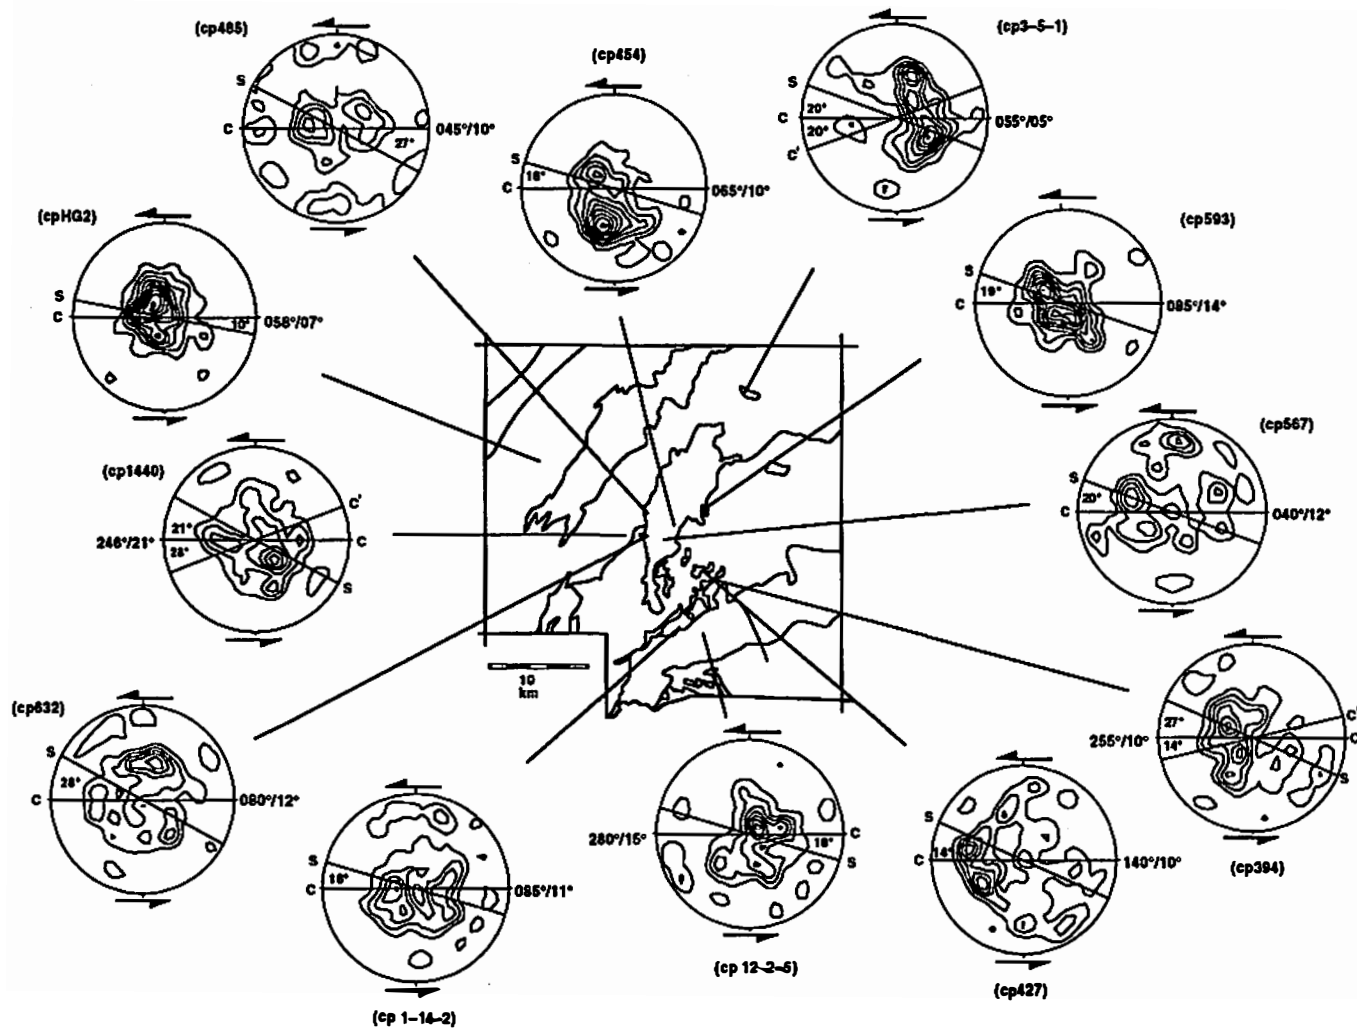 (cp485)
S
C
27°
045°/10°
(cp454)
S
16°
C
065°/10°
(cp3-5-1)
S
20°
C
20°
C'
055°/05°
(cpHG2)
S
C
10°
058°/07°
(cp593)
S
19°
C
085°/14°
(cp1440)
C'
21°
246°/21°
28°
C
S
(cp567)
S
20°
C
040°/12°
10
km
(cp632)
S
28°
C
080°/12°
27°
255°/10°
14°
C'
C
S
(cp394)
S
16°
C
085°/11°
(cp 1-14-2)
280°/15°
C
16°
S
(cp 12-2-5)
S
14°
C
140°/10°
(cp427)